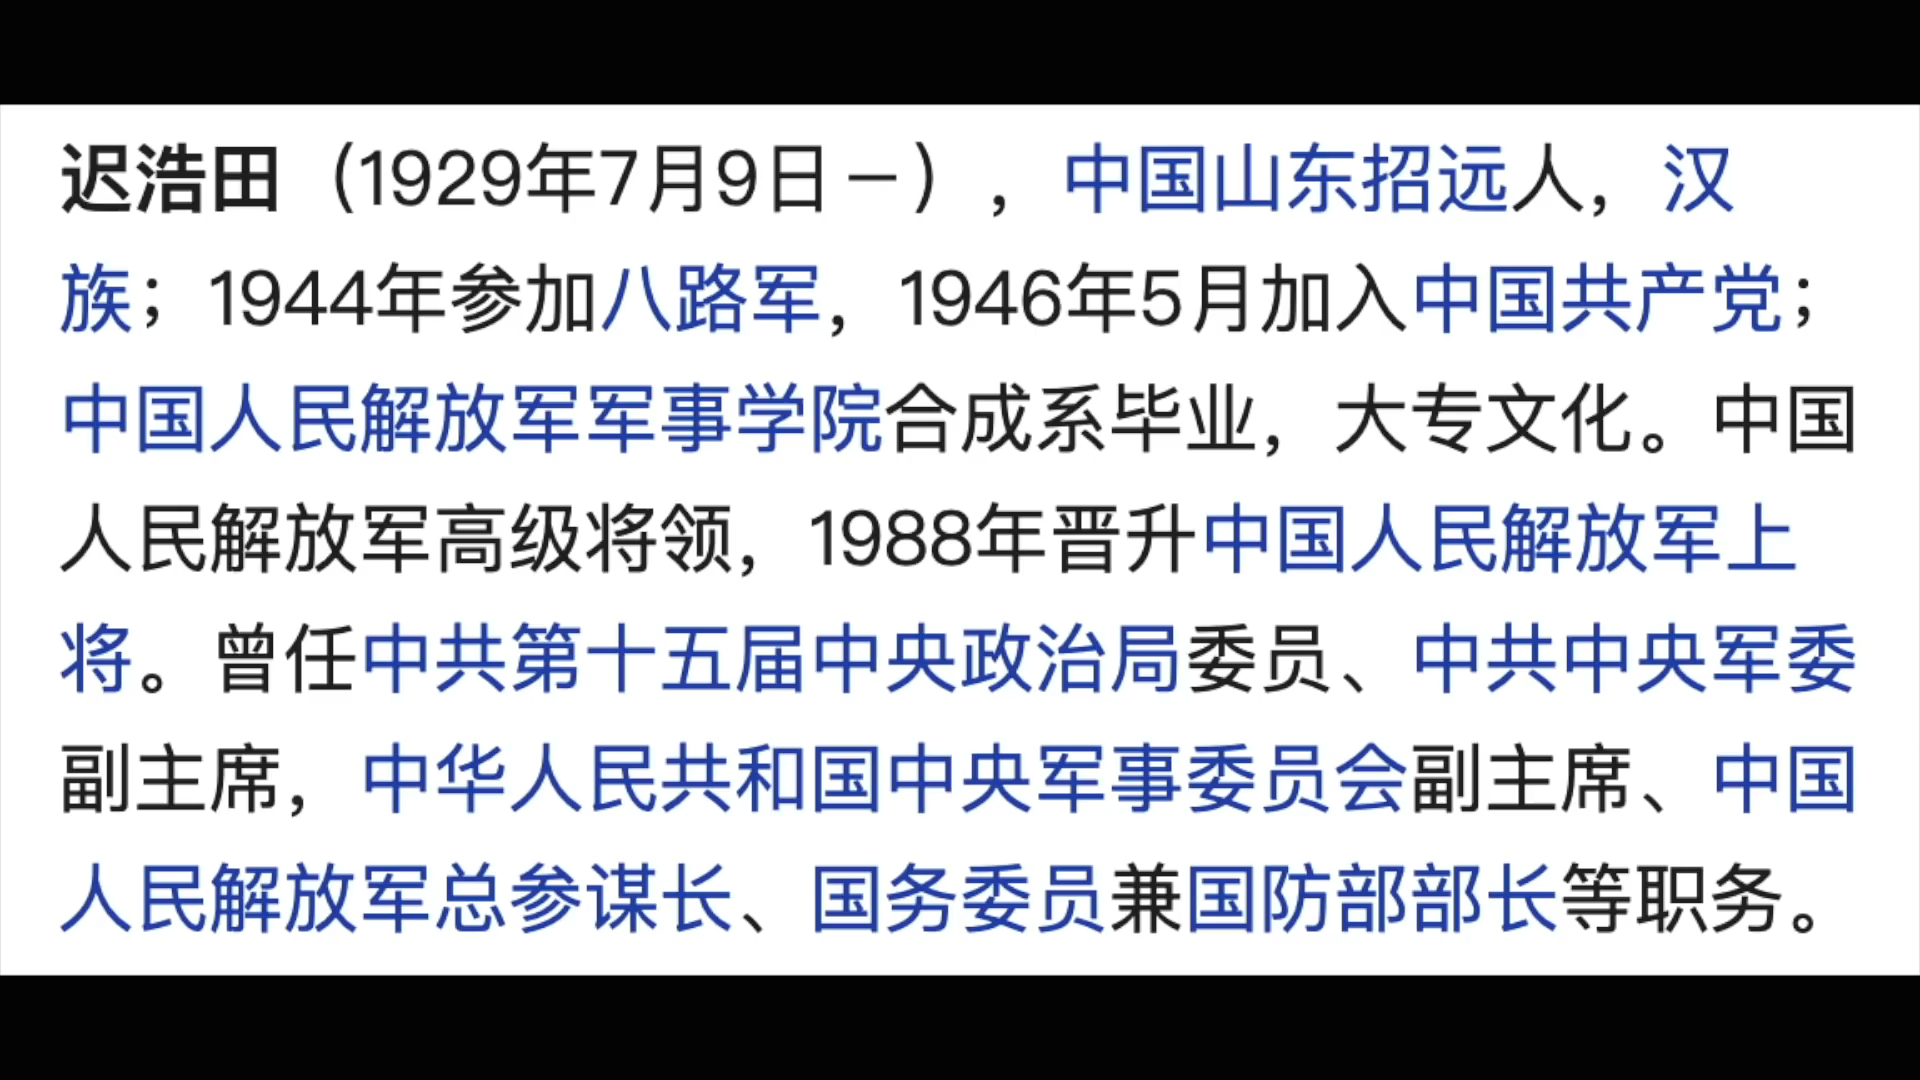 迟浩田（1929年7月9日－），中国山东招远人，汉
族；1944年参加八路军，1946年5月加入中国共产党；
中国人民解放军军事学院合成系毕业，大专文化。中国
人民解放军高级将领，1988年晋升中国人民解放军上
将。曾任中共第十五届中央政治局委员、中共中央军委
副主席，中华人民共和国中央军事委员会副主席、中国
人民解放军总参谋长、国务委员兼国防部部长等职务。